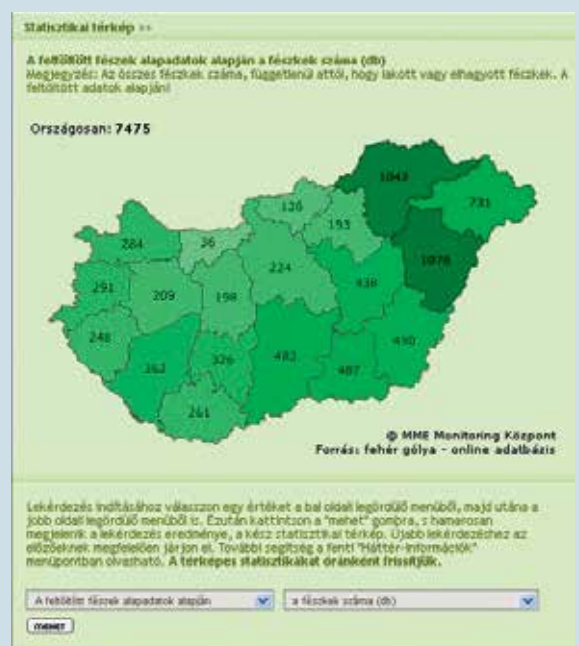 Statisztikai térkép >>
A feltöltött fészek alapadatok alapján a fészkek száma (db)
Megjegyzés: Az összes fészkek száma, függetlenül attól, hogy lakott vagy elhagyott fészkek. A
feltöltött adatok alapján!
Országosan: 7475
126
193
731
284
36
224
291
209
198
438
1078
248
362
326
483
487
430
261
© MME Monitoring Központ
Forrás: fehér gólya - online adatbázis
Lekérdezés indításához válasszon egy értéket a bal oldali legördülő menüből, majd utána a
jobb oldali legördülő menüből is. Ezután kattintson a "mehet" gombra, s hamarosan
megjelenik a lekérdezés eredménye, a kész statisztikai térkép. Újabb lekérdezéshez az
előzőeknek megfelelően járjon el. További segítség a fenti "Háttér-információk"
menüpontban olvasható. A térképes statisztikákat óránként frissítjük.
A feltöltött fészek alapadatok alapján
a fészkek száma (db)
mehet